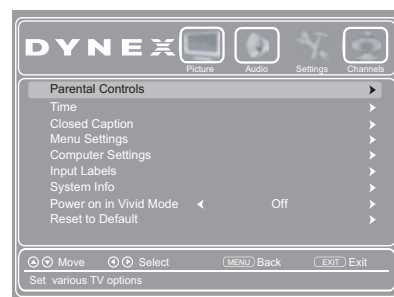 DYNEX
Picture Audio Settings Channels
Parental Controls
Time
Closed Caption
Menu Settings
Computer Settings
Input Labels
System Info
Power on in Vivid Mode Off
Reset to Default
Move Select MENU Back EXIT Exit
Set various TV options